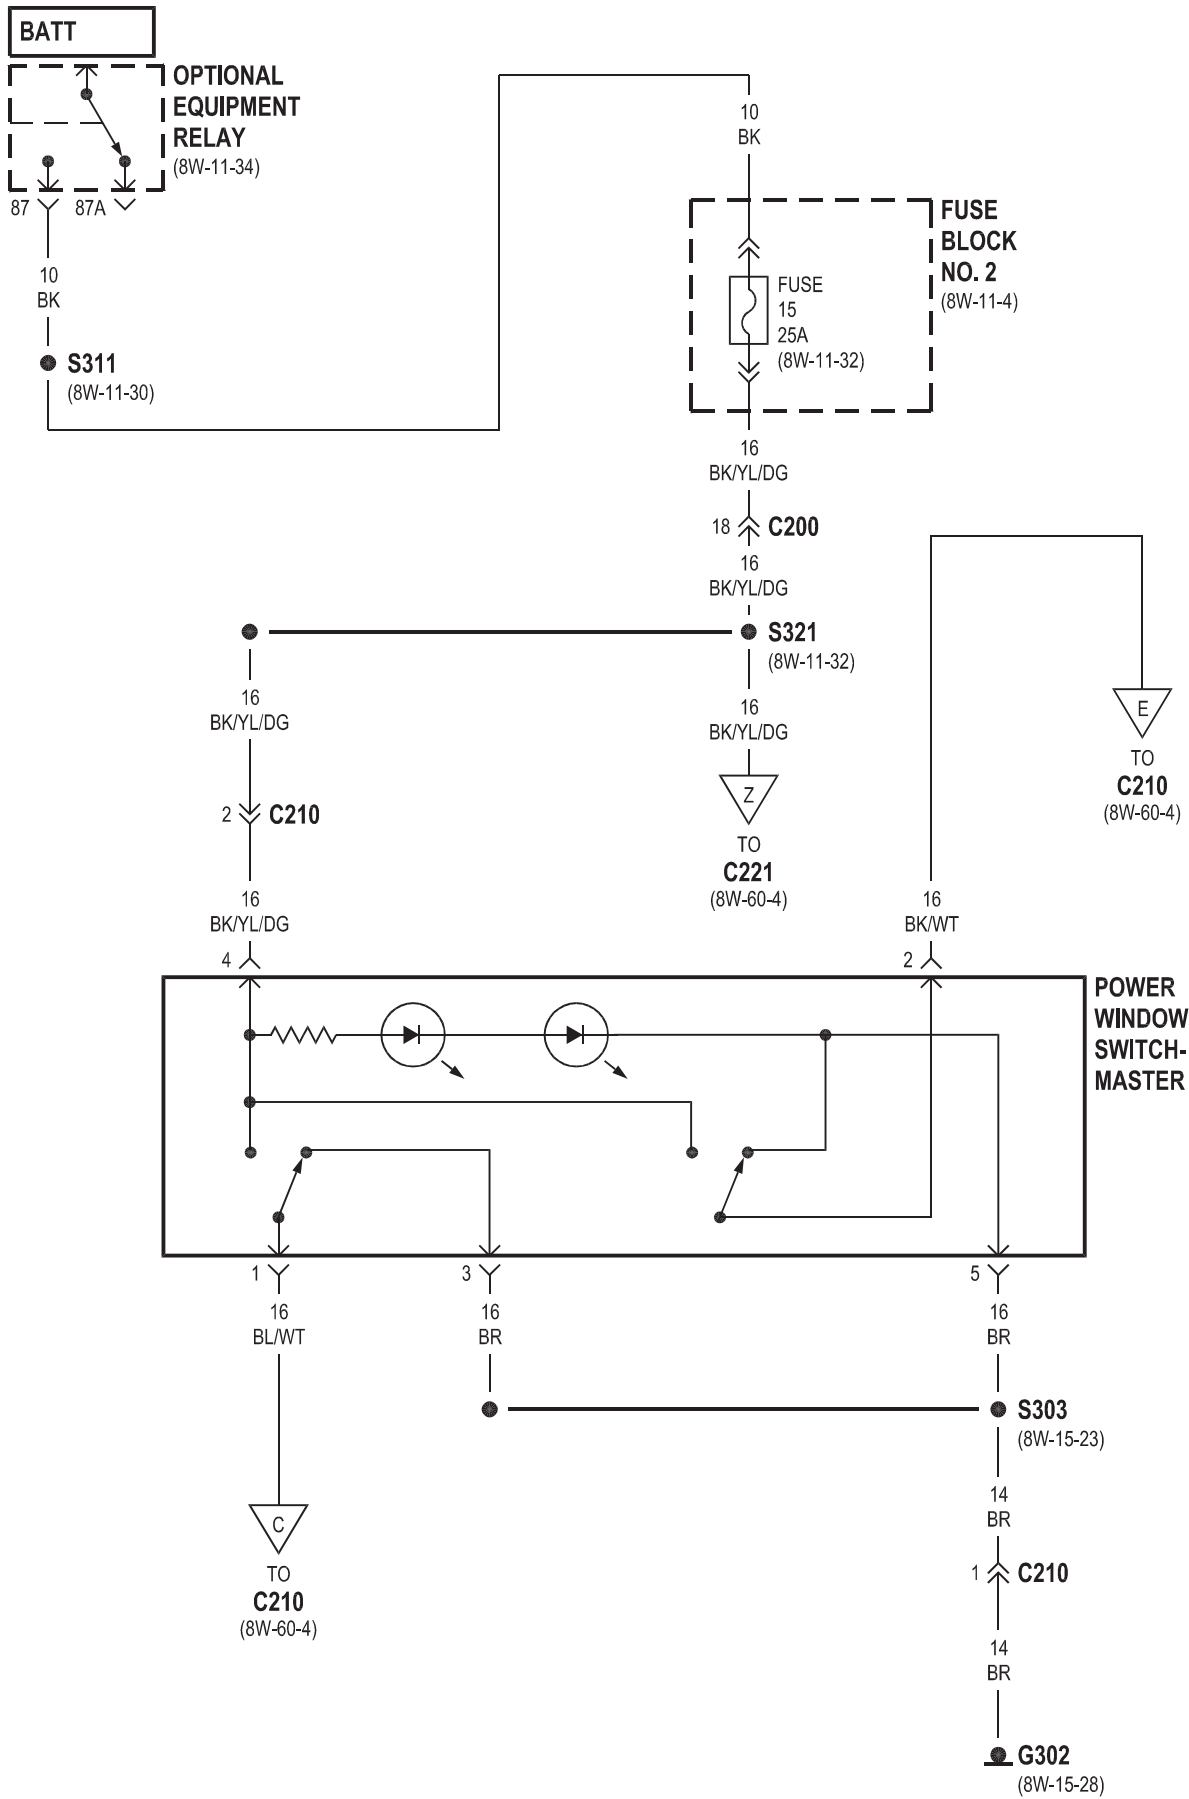 BATT
OPTIONAL
EQUIPMENT
RELAY
(8W-11-34)
87
87A
10
BK
S311
(8W-11-30)
10
BK
FUSE
BLOCK
NO. 2
(8W-11-4)
FUSE
15
25A
(8W-11-32)
16
BK/YL/DG
18
C200
16
BK/YL/DG
S321
(8W-11-32)
16
BK/YL/DG
16
BK/YL/DG
Z
TO
C221
(8W-60-4)
E
TO
C210
(8W-60-4)
2
C210
16
BK/YL/DG
4
16
BK/WT
2
POWER
WINDOW
SWITCH-
MASTER
1
3
5
16
BL/WT
16
BR
16
BR
S303
(8W-15-23)
14
BR
C
TO
C210
(8W-60-4)
1
C210
14
BR
G302
(8W-15-28)